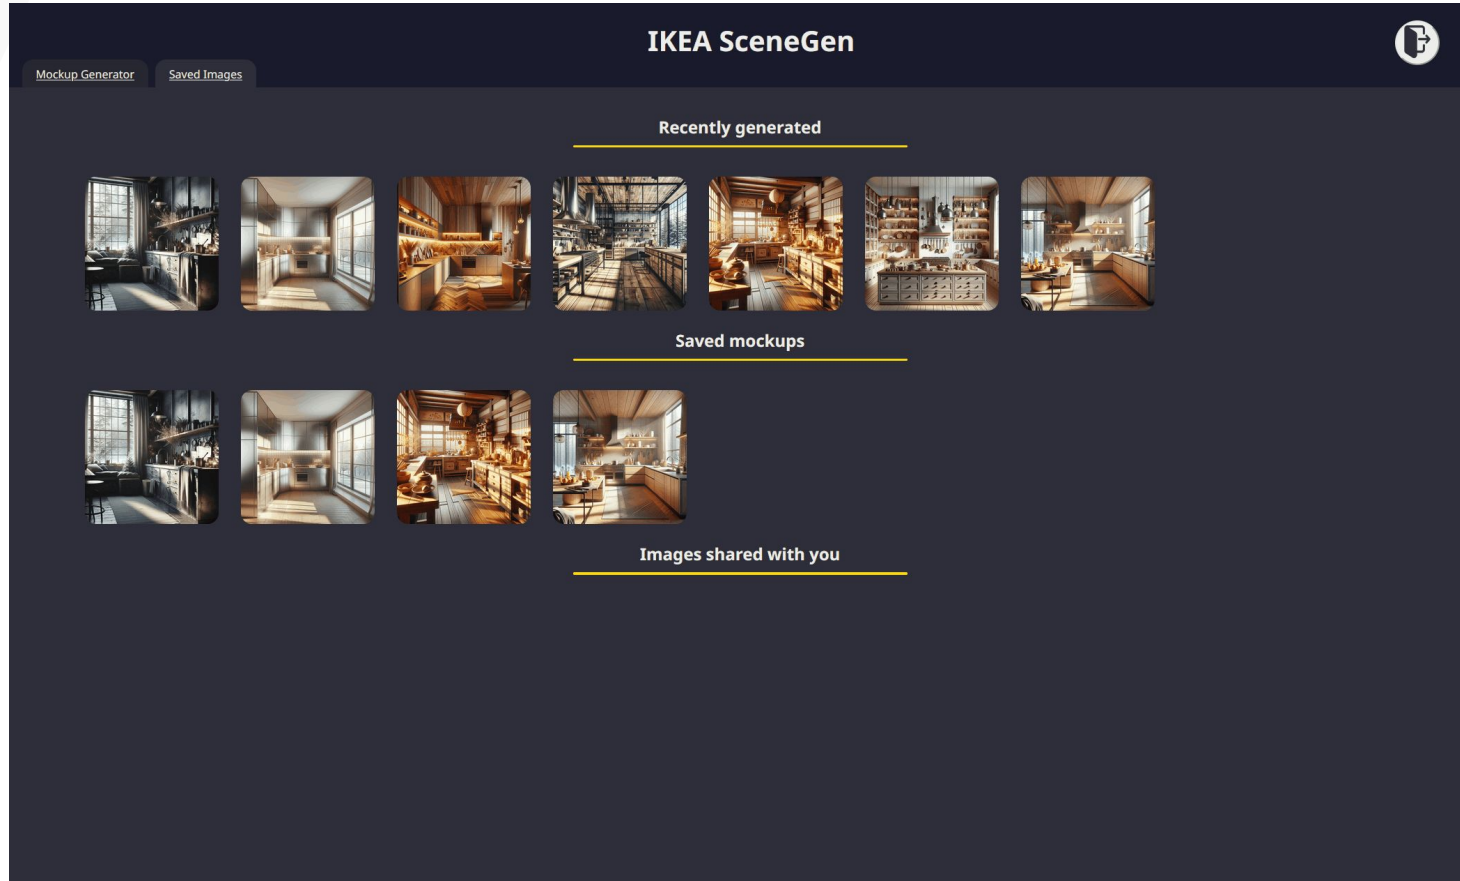 IKEA SceneGen
Mockup Generator
Saved Images
Recently generated
Saved mockups
Images shared with you